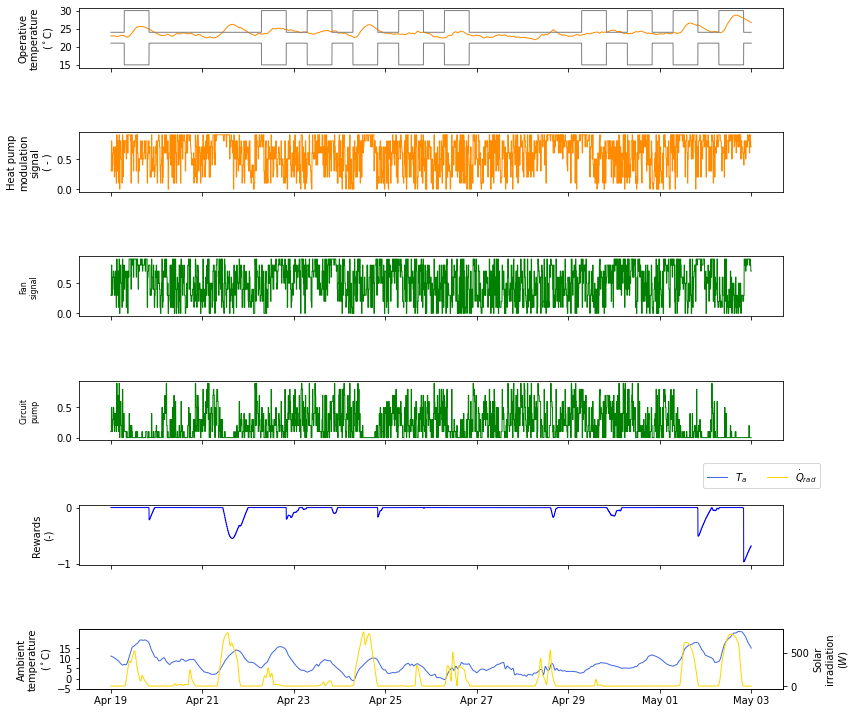 Operative
temperature
(°C)
30
25
20
15
Heat pump
modulation
signal
( - )
0.5
0.0
Fan
signal
0.5
0.0
Circuit
pump
0.5
0.0
T_a
Q̇_rad
Rewards
(-)
0
−1
Ambient
temperature
(°C)
15
10
5
0
−5
500
0
Solar
irradiation
(W)
Apr 19 Apr 21 Apr 23 Apr 25 Apr 27 Apr 29 May 01 May 03